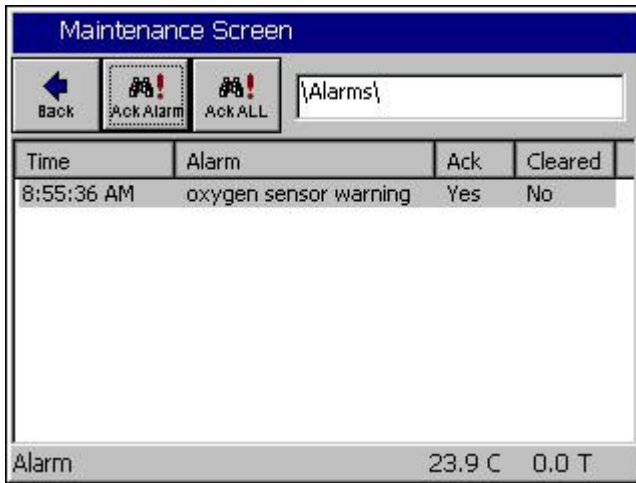 Maintenance Screen
Back
Ack Alarm
Ack ALL
\Alarms\
Time Alarm Ack Cleared
8:55:36 AM oxygen sensor warning Yes No
Alarm 23.9 C 0.0 T